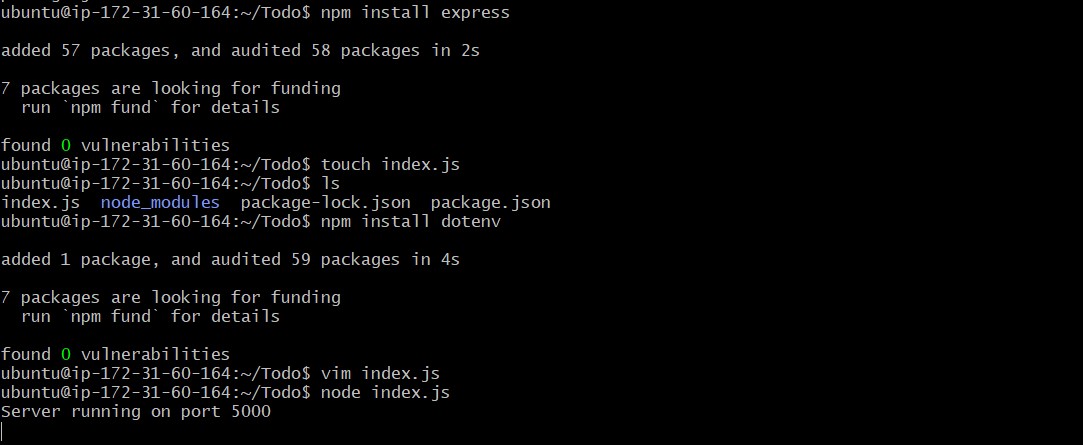 ubuntu@ip-172-31-60-164:~/Todo$ npm install express
added 57 packages, and audited 58 packages in 2s
7 packages are looking for funding
  run `npm fund` for details
found 0 vulnerabilities
ubuntu@ip-172-31-60-164:~/Todo$ touch index.js
ubuntu@ip-172-31-60-164:~/Todo$ ls
index.js  node_modules  package-lock.json  package.json
ubuntu@ip-172-31-60-164:~/Todo$ npm install dotenv
added 1 package, and audited 59 packages in 4s
7 packages are looking for funding
  run `npm fund` for details
found 0 vulnerabilities
ubuntu@ip-172-31-60-164:~/Todo$ vim index.js
ubuntu@ip-172-31-60-164:~/Todo$ node index.js
Server running on port 5000